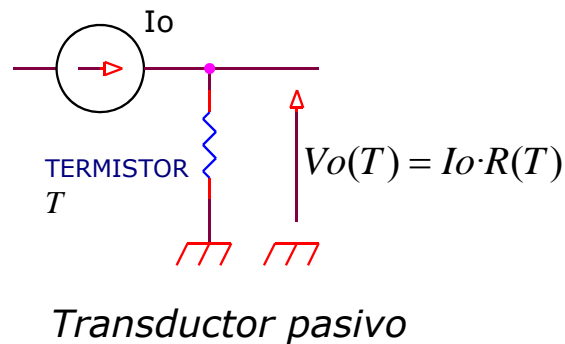 Io
TERMISTOR
T
Vo(T) = Io·R(T)
Transductor pasivo